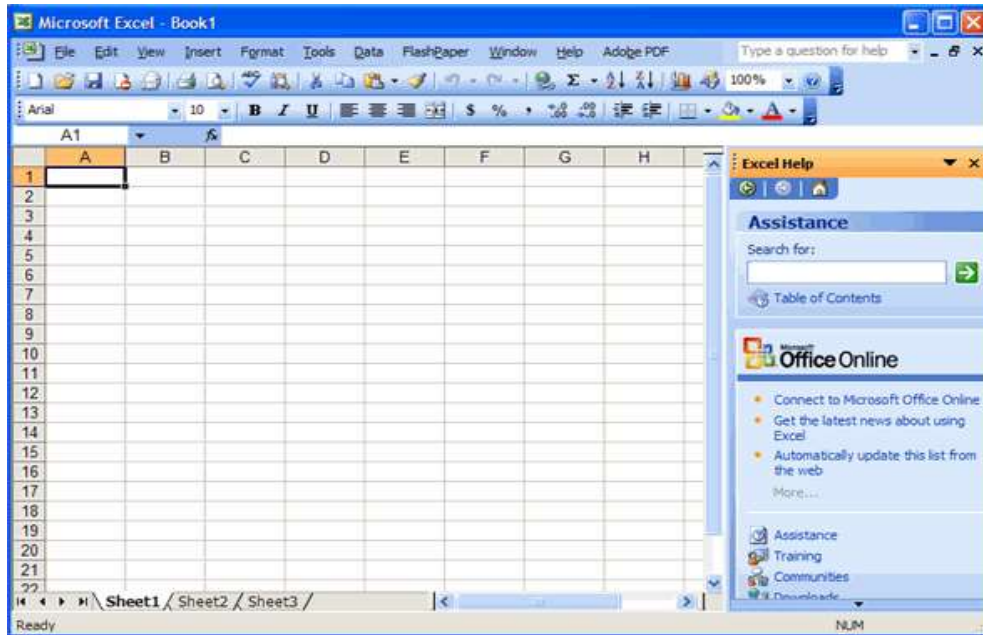 Microsoft Excel - Book1
File Edit View Insert Format Tools Data FlashPaper Window Help Adobe PDF Type a question for help
100%
Arial 10 B I U $ % ,
A1 fx
A B C D E F G H
1
2
3
4
5
6
7
8
9
10
11
12
13
14
15
16
17
18
19
20
21
22
Excel Help
Assistance
Search for:
Table of Contents
Microsoft
Office Online
Connect to Microsoft Office Online
Get the latest news about using
Excel
Automatically update this list from
the web
More...
Assistance
Training
Communities
Downloads
Sheet1 Sheet2 Sheet3
Ready NUM